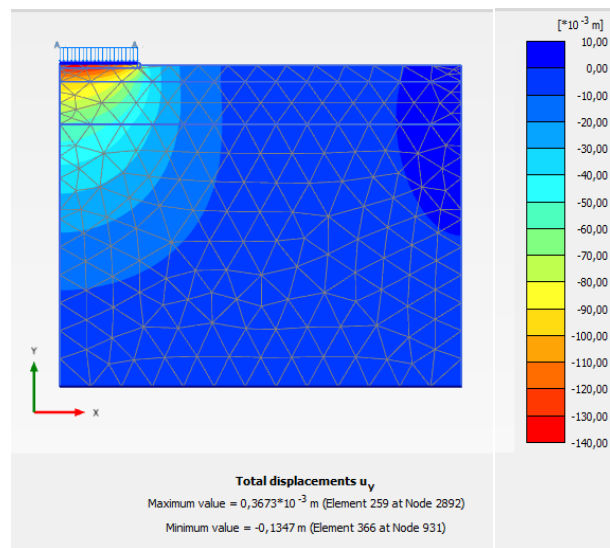 [*10⁻³ m]
A A
10,00
0,00
-10,00
-20,00
-30,00
-40,00
-50,00
-60,00
-70,00
-80,00
-90,00
-100,00
-110,00
-120,00
-130,00
-140,00
Y
X
Total displacements u_y
Maximum value = 0,3673*10⁻³ m (Element 259 at Node 2892)
Minimum value = -0,1347 m (Element 366 at Node 931)